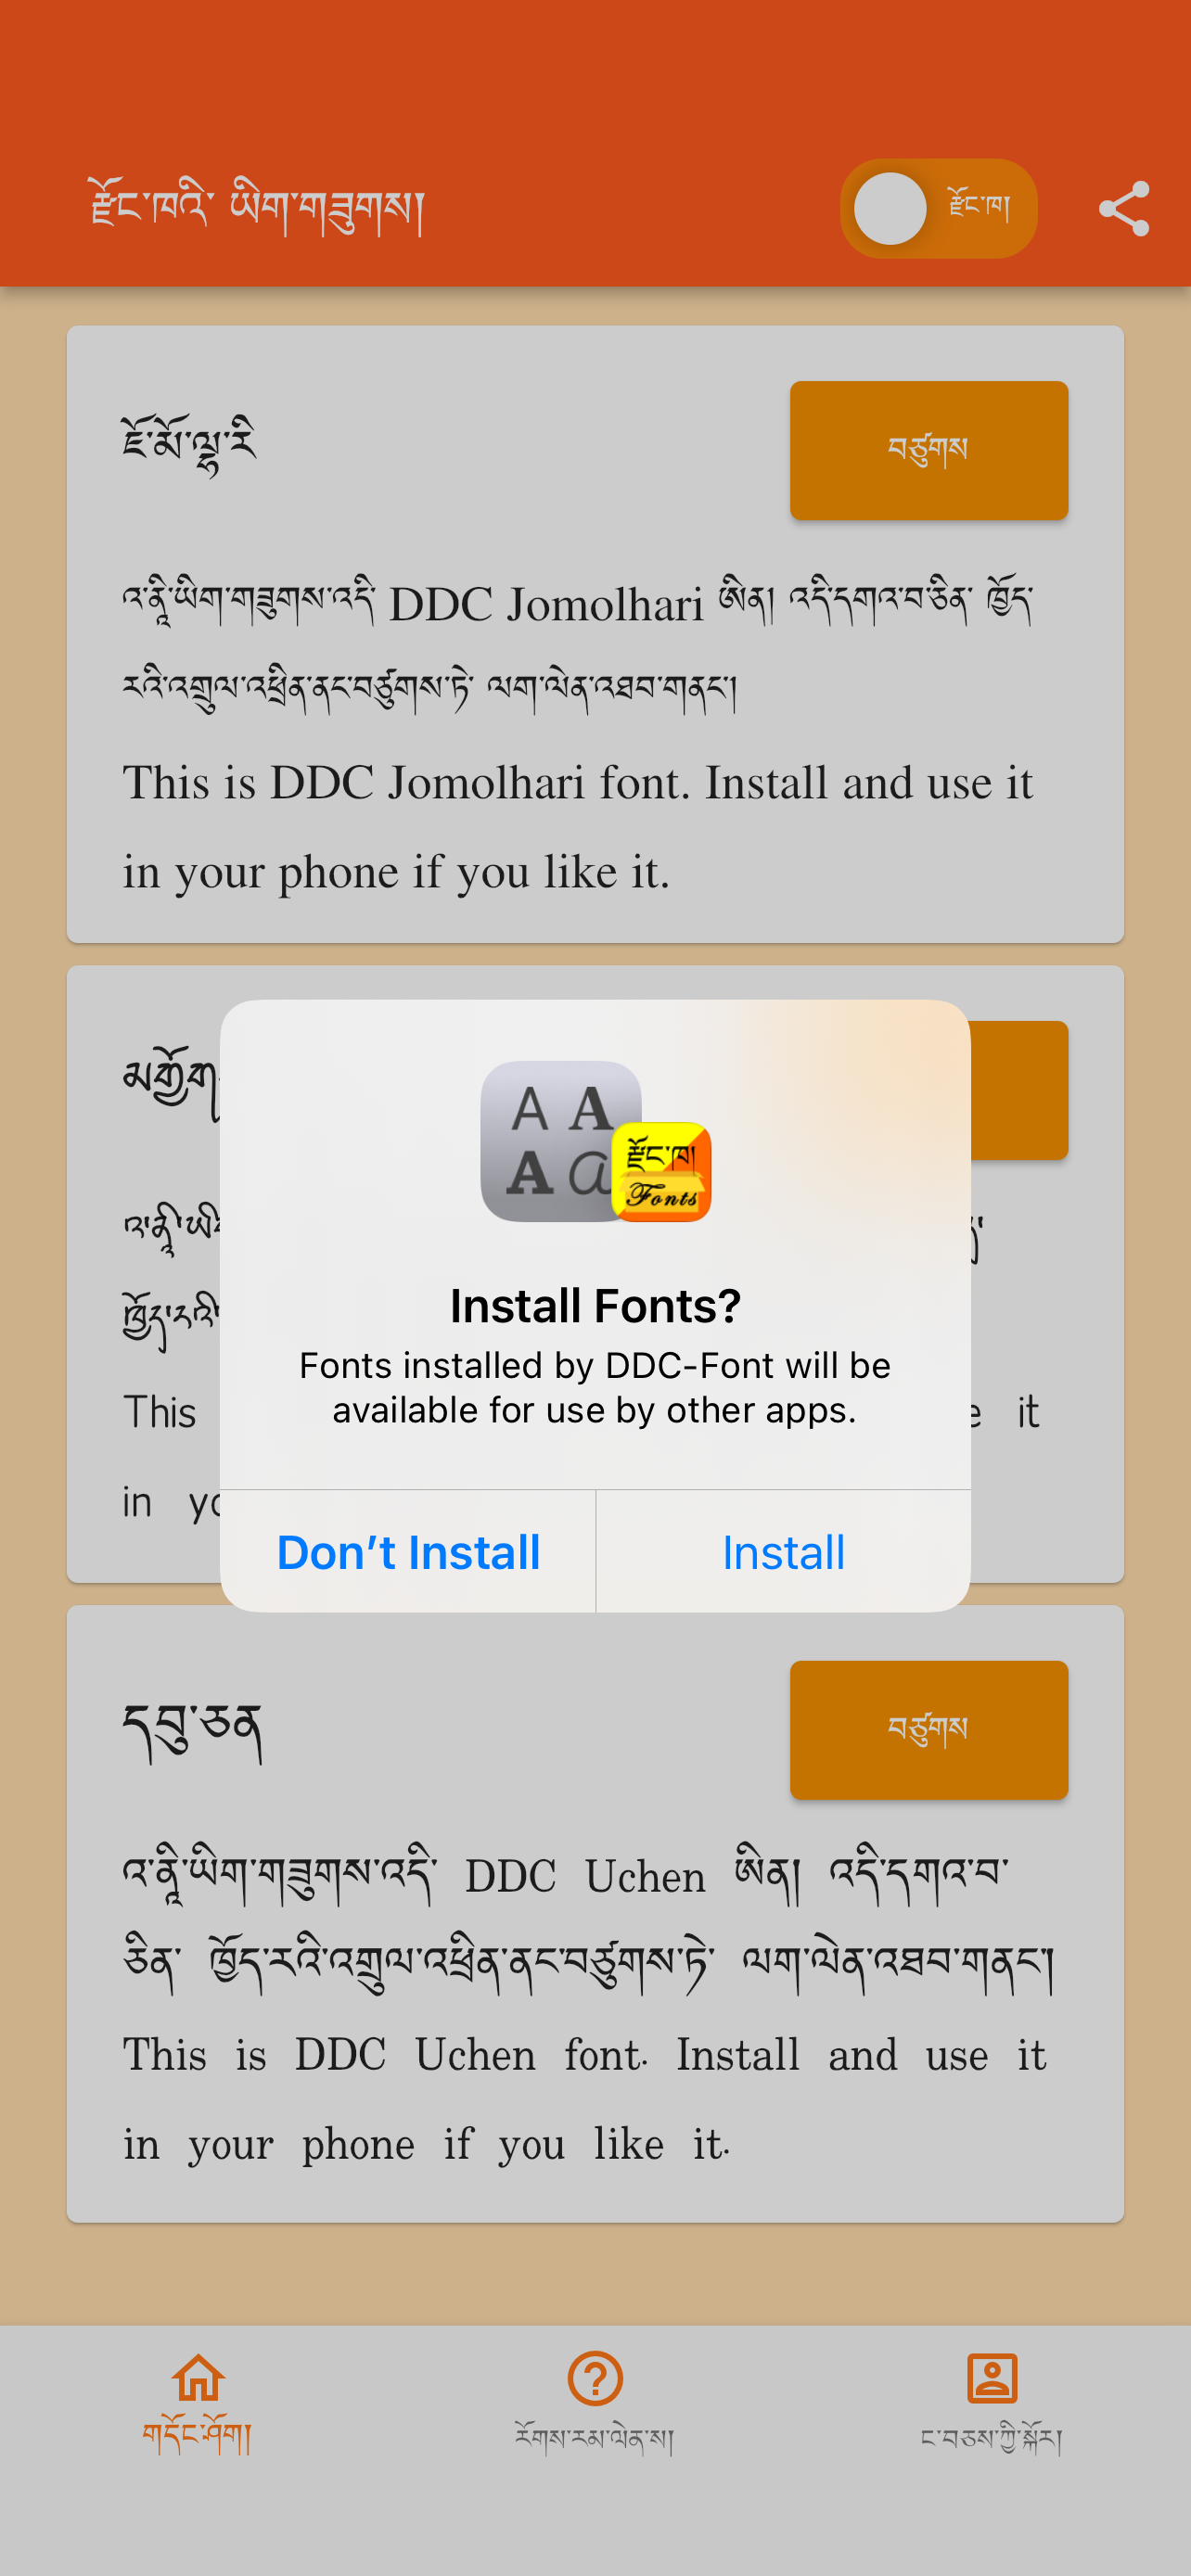 རྫོང་ཁའི་ ཡིག་གཟུགས།
རྫོང་ཁ།
ཇོ་མོ་ལྷ་རི
བཙུགས
འ་ནཱི་ཡིག་གཟུགས་འདི་ DDC Jomolhari ཨིན། འདི་དགའ་བ་ཅིན་ ཁྱོད་
རའི་འགྲུལ་འཕྲིན་ནང་བཙུགས་ཏེ་ ལག་ལེན་འཐབ་གནང་།
This is DDC Jomolhari font. Install and use it
in your phone if you like it.
མགྱོག
འ་ནཱི་ཡིག
ཁྱོད་རའི་
This it
in
A A
A @
རྫོང་ཁ།
Fonts
Install Fonts?
Fonts installed by DDC-Font will be
available for use by other apps.
Don’t Install Install
དབུ་ཅན
བཙུགས
འ་ནཱི་ཡིག་གཟུགས་འདི་ DDC Uchen ཨིན། འདི་དགའ་བ་
ཅིན་ ཁྱོད་རའི་འགྲུལ་འཕྲིན་ནང་བཙུགས་ཏེ་ ལག་ལེན་འཐབ་གནང་།
This is DDC Uchen font. Install and use it
in your phone if you like it.
གདོང་ཤོག། རོགས་རམ་ལེན་ས། ང་བཅས་ཀྱི་སྐོར།